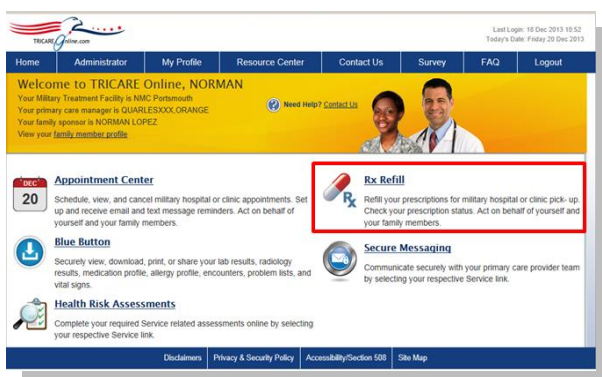 TRICARE Online.com
Last Login: 18 Dec 2013 10:52
Today's Date: Friday 20 Dec 2013
Home Administrator My Profile Resource Center Contact Us Survey FAQ Logout
Welcome to TRICARE Online, NORMAN
Your Military Treatment Facility is NMC Portsmouth
Your primary care manager is QUARLESXXX,ORANGE
Your family sponsor is NORMAN LOPEZ
View your family member profile
Need Help? Contact Us
DEC
20
Appointment Center
Schedule, view, and cancel military hospital or clinic appointments. Set
up and receive email and text message reminders. Act on behalf of
yourself and your family members.
Rx
Rx Refill
Refill your prescriptions for military hospital or clinic pick- up.
Check your prescription status. Act on behalf of yourself and
your family members.
Blue Button
Securely view, download, print, or share your lab results, radiology
results, medication profile, allergy profile, encounters, problem lists, and
vital signs.
Secure Messaging
Communicate securely with your primary care provider team
by selecting your respective Service link.
Health Risk Assessments
Complete your required Service related assessments online by selecting
your respective Service link.
Disclaimers Privacy & Security Policy Accessibility/Section 508 Site Map